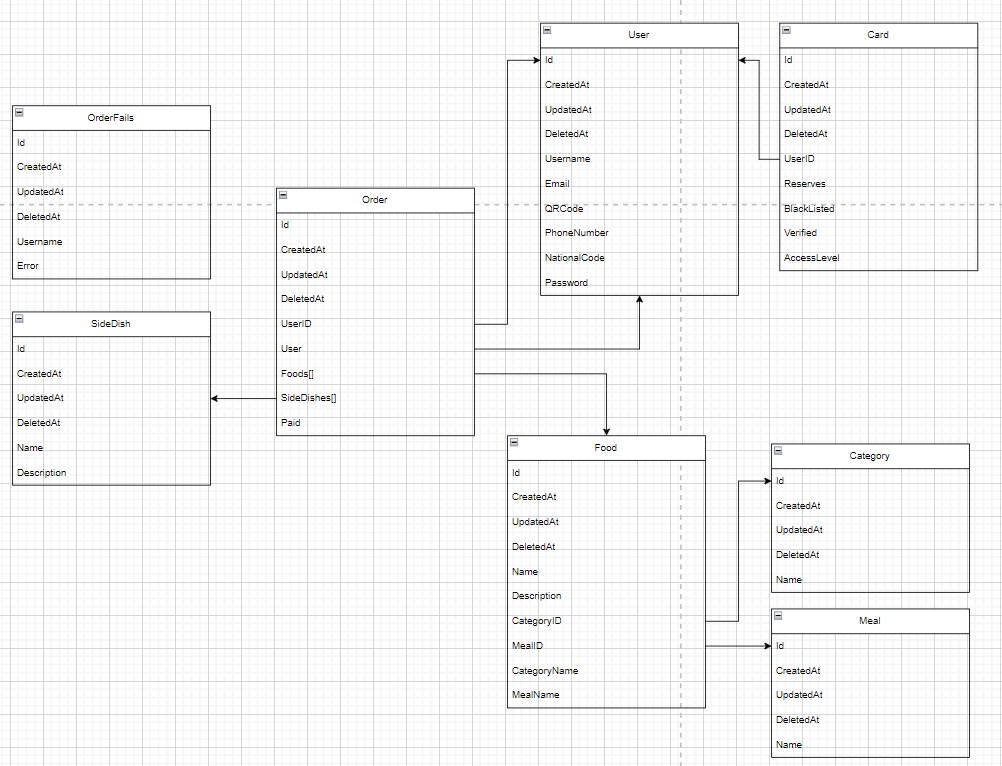 User
Id
CreatedAt
UpdatedAt
DeletedAt
Username
Email
QRCode
PhoneNumber
NationalCode
Password
Card
Id
CreatedAt
UpdatedAt
DeletedAt
UserID
Reserves
BlackListed
Verified
AccessLevel
OrderFails
Id
CreatedAt
UpdatedAt
DeletedAt
Username
Error
Order
Id
CreatedAt
UpdatedAt
DeletedAt
UserID
User
Foods[]
SideDishes[]
Paid
SideDish
Id
CreatedAt
UpdatedAt
DeletedAt
Name
Description
Food
Id
CreatedAt
UpdatedAt
DeletedAt
Name
Description
CategoryID
MealID
CategoryName
MealName
Category
Id
CreatedAt
UpdatedAt
DeletedAt
Name
Meal
Id
CreatedAt
UpdatedAt
DeletedAt
Name